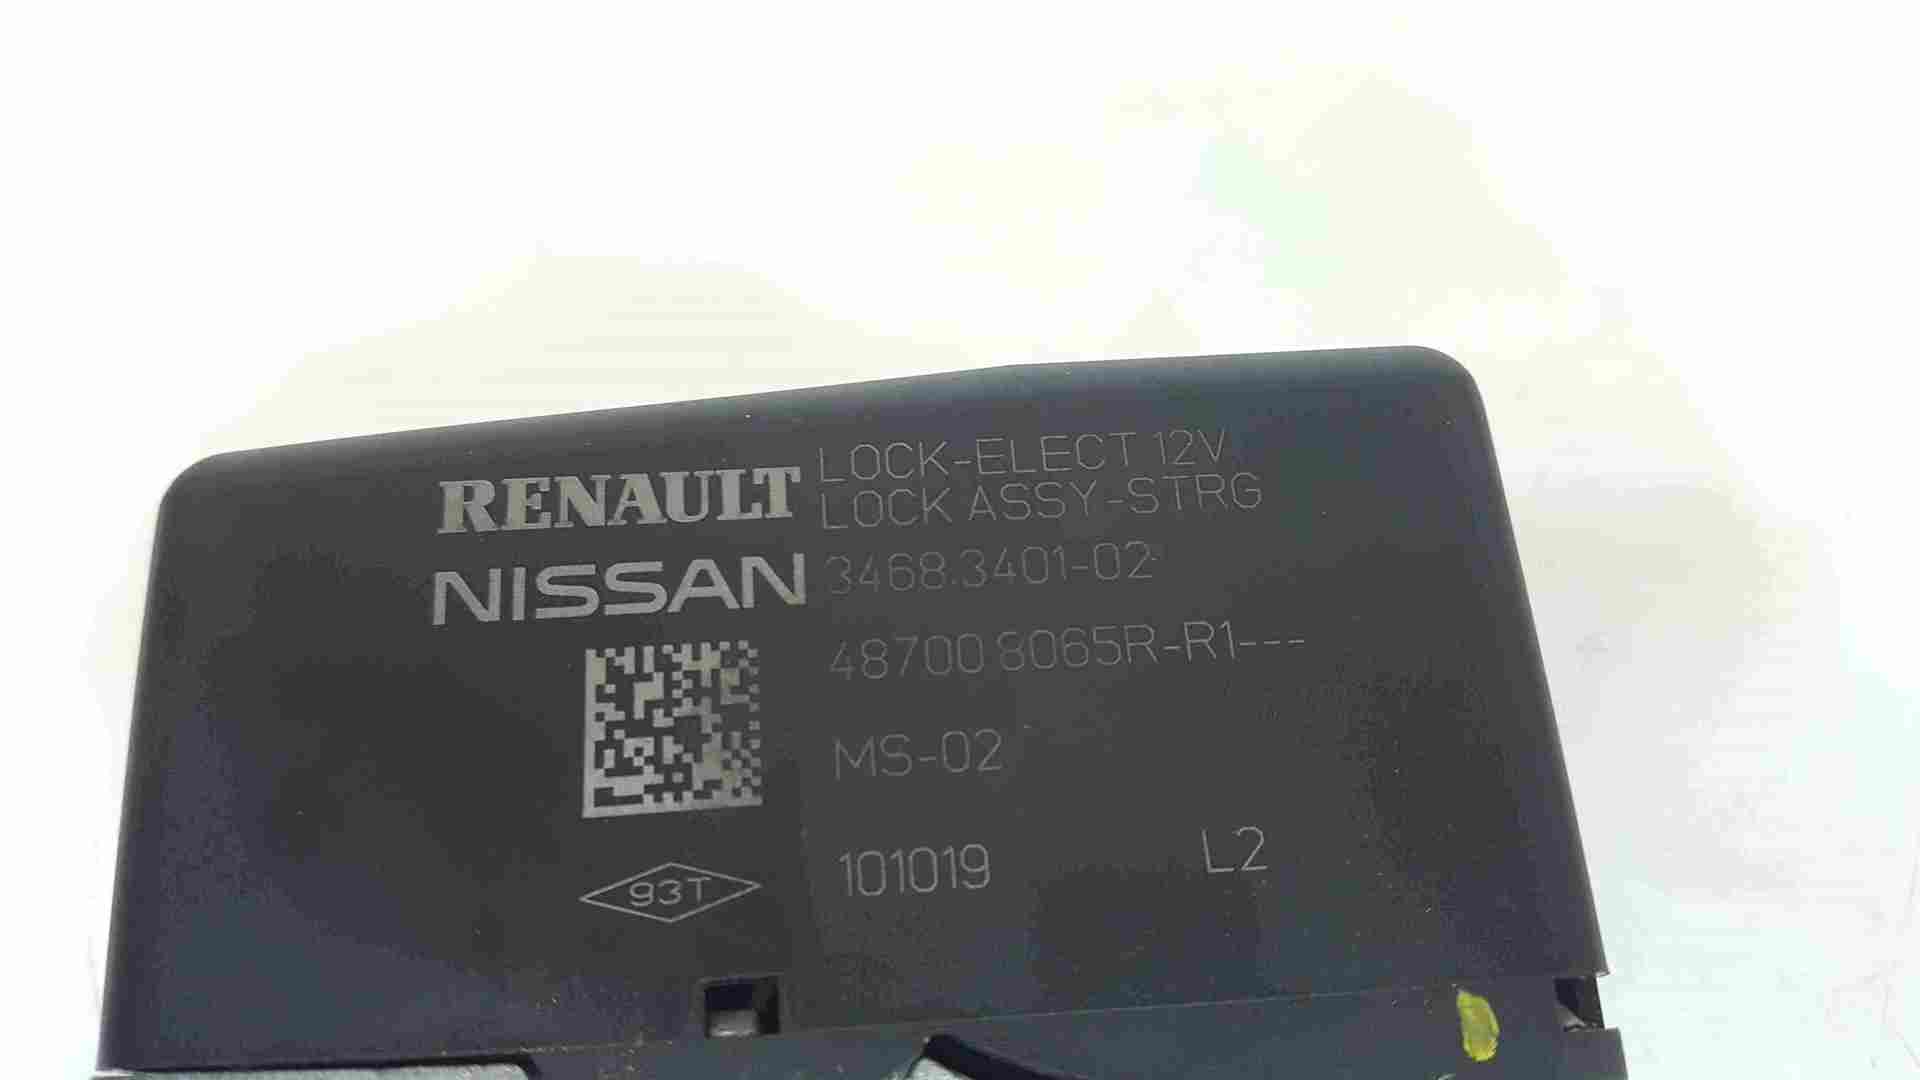 RENAULT LOCK-ELECT 12V
LOCK ASSY-STRG
NISSAN 3468.3401-02
48700 8065R-R1---
MS-02
93T 101019 L2